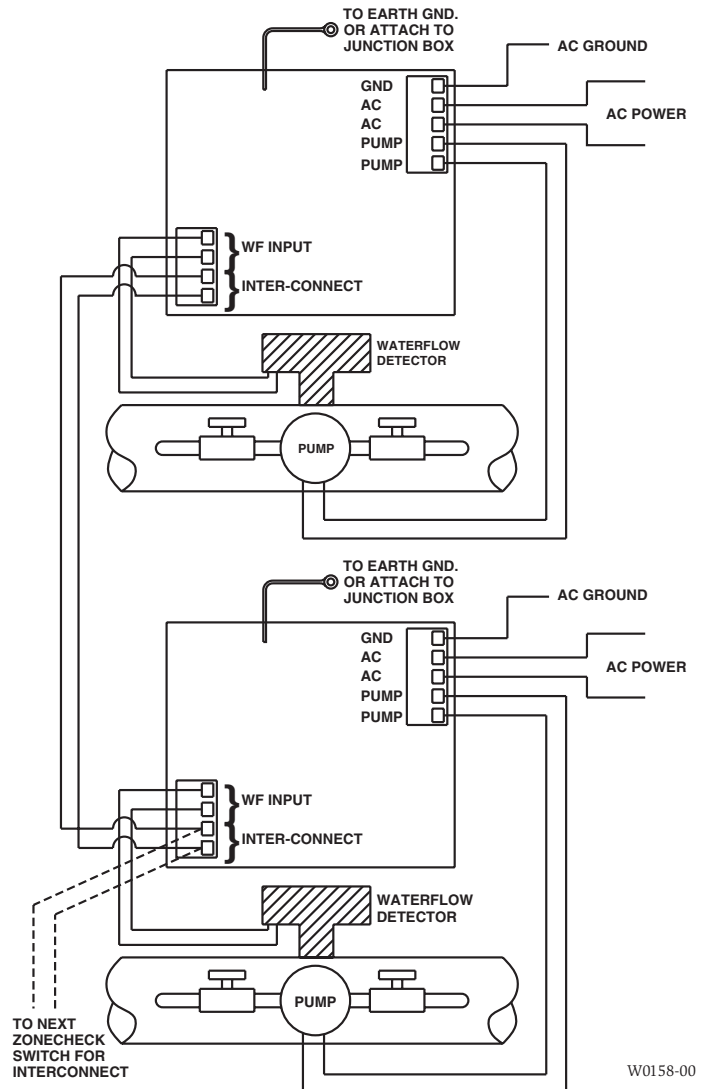 TO EARTH GND.
OR ATTACH TO
JUNCTION BOX
AC GROUND
GND
AC
AC
PUMP
PUMP
AC POWER
WF INPUT
INTER-CONNECT
WATERFLOW
DETECTOR
PUMP
TO EARTH GND.
OR ATTACH TO
JUNCTION BOX
AC GROUND
GND
AC
AC
PUMP
PUMP
AC POWER
WF INPUT
INTER-CONNECT
WATERFLOW
DETECTOR
PUMP
TO NEXT
ZONECHECK
SWITCH FOR
INTERCONNECT
W0158-00